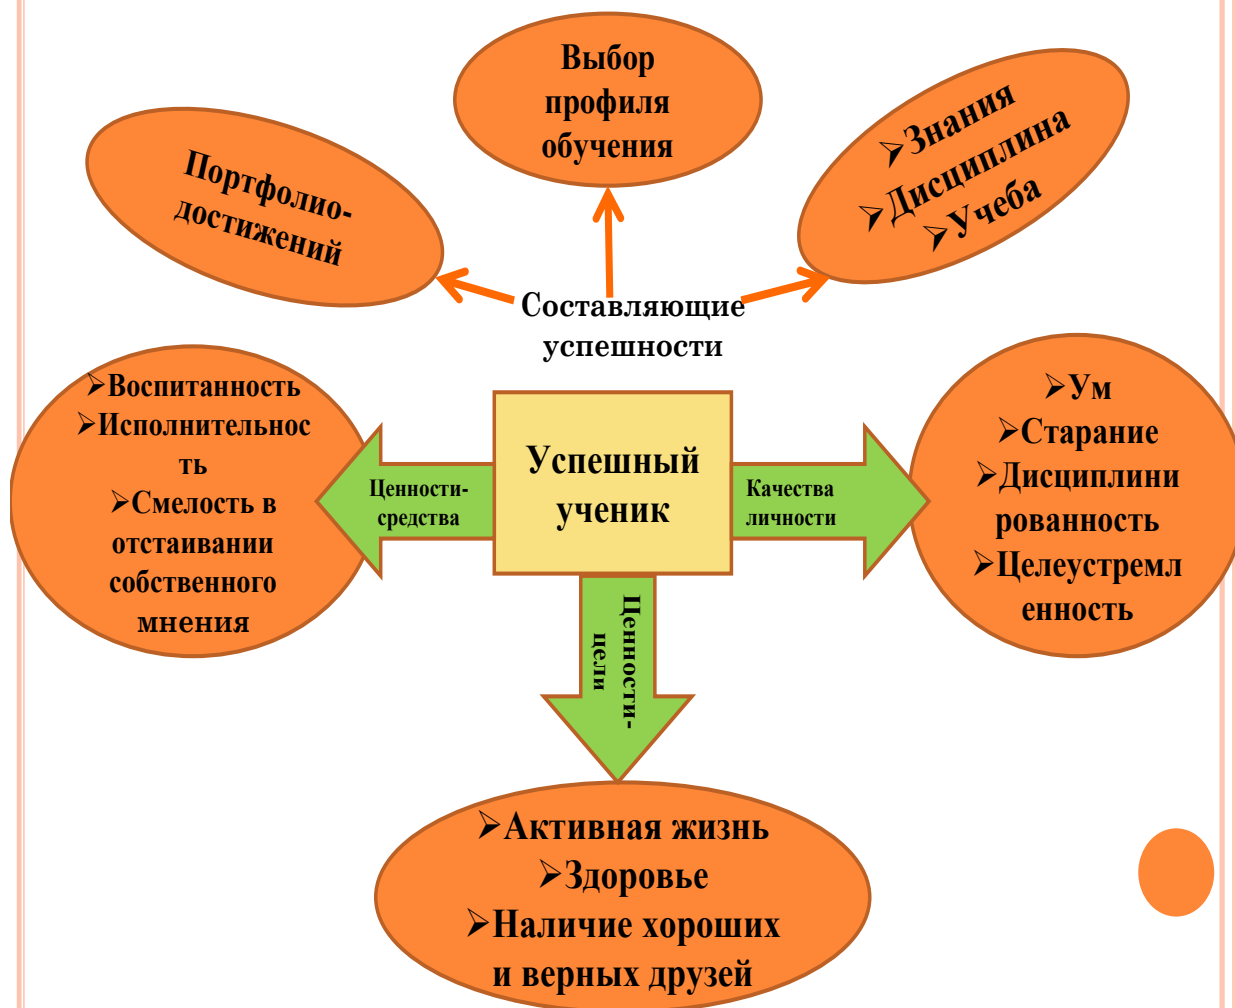 Выбор
профиля
обучения
Портфолио-
достижений
➢Знания
➢Дисциплина
➢Учеба
Составляющие
успешности
➢Воспитанность
➢Исполнительнос
ть
➢Смелость в
отстаивании
собственного
мнения
Ценности-
средства
Успешный
ученик
Качества
личности
➢Ум
➢Старание
➢Дисциплини
рованность
➢Целеустремл
енность
Ценности-
цели
➢Активная жизнь
➢Здоровье
➢Наличие хороших
и верных друзей